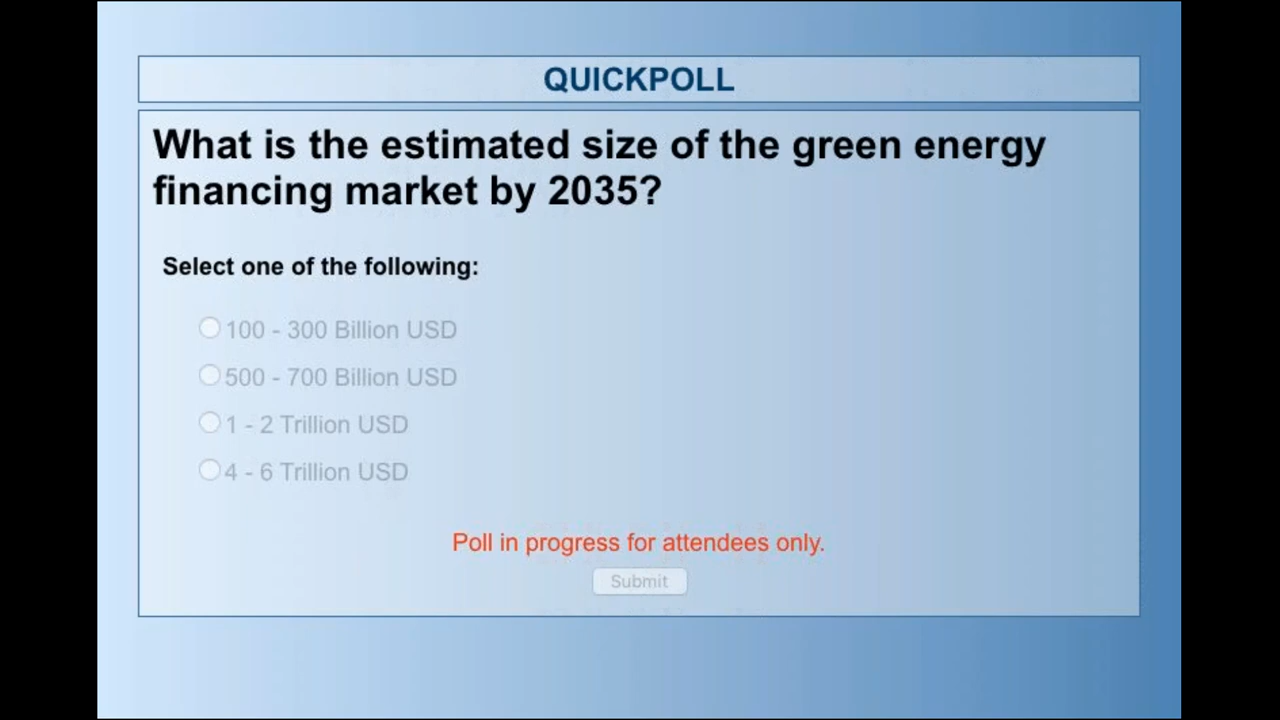 QUICKPOLL
What is the estimated size of the green energy
financing market by 2035?
Select one of the following:
100 - 300 Billion USD
500 - 700 Billion USD
1 - 2 Trillion USD
4 - 6 Trillion USD
Poll in progress for attendees only.
Submit